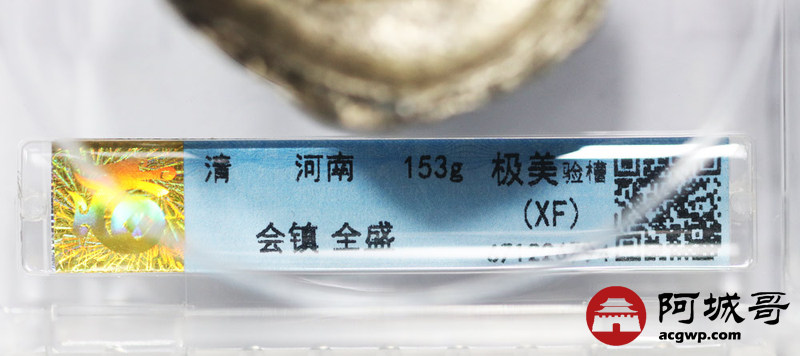 清 河南 153g 极美 验槽
(XF)
会镇 全盛
阿城哥
acgwp.com